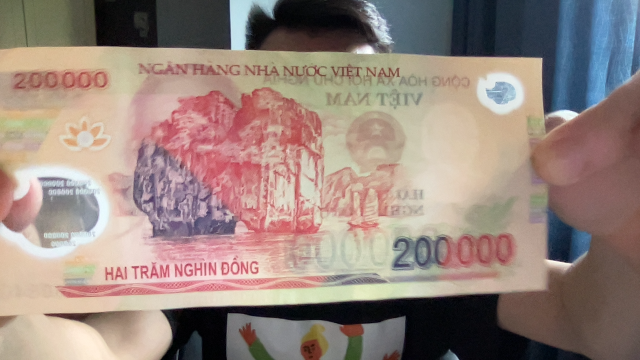 200000
NGÂN HÀNG NHÀ NƯỚC VIỆT NAM
CỘNG HÒA XÃ HỘI CHỦ NGHĨA
VIỆT NAM
HAI TRĂM NGHÌN ĐỒNG
200000